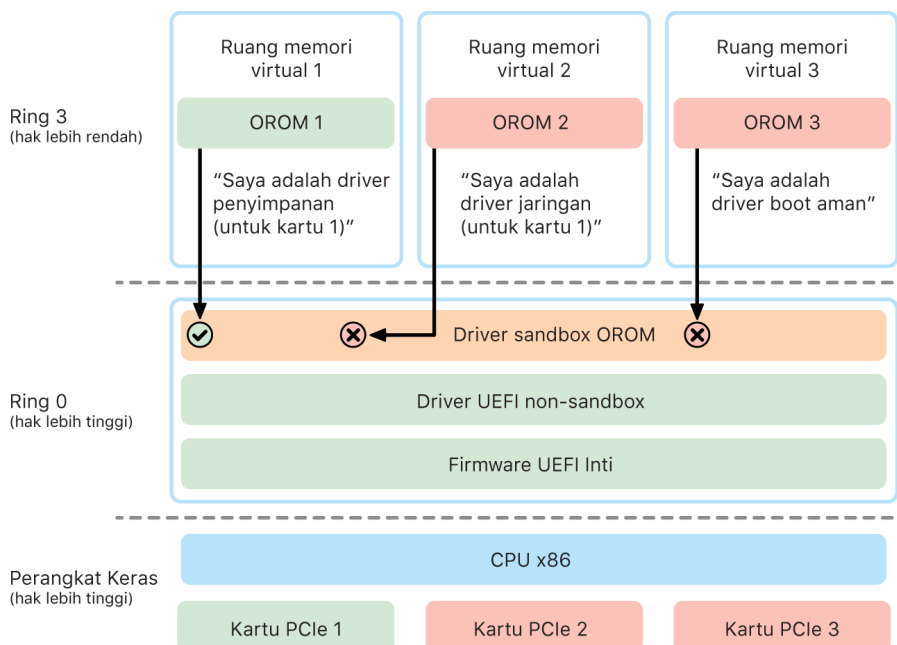 Ruang memori
virtual 1
Ruang memori
virtual 2
Ruang memori
virtual 3
Ring 3
(hak lebih rendah)
OROM 1
OROM 2
OROM 3
“Saya adalah driver
penyimpanan
(untuk kartu 1)”
“Saya adalah
driver jaringan
(untuk kartu 1)”
“Saya adalah
driver boot aman”
Driver sandbox OROM
Ring 0
(hak lebih tinggi)
Driver UEFI non-sandbox
Firmware UEFI Inti
CPU x86
Perangkat Keras
(hak lebih tinggi)
Kartu PCIe 1
Kartu PCIe 2
Kartu PCIe 3